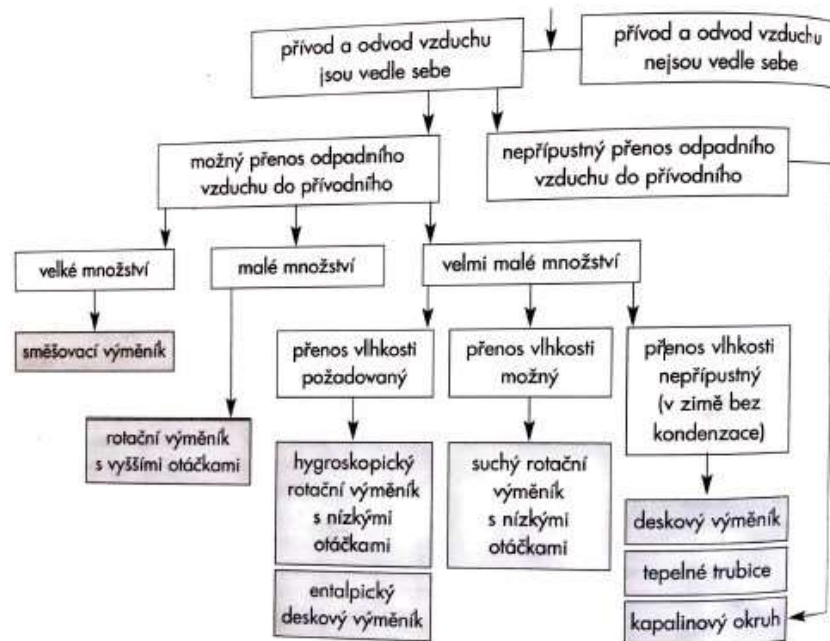 přívod a odvod vzduchu
jsou vedle sebe
přívod a odvod vzduchu
nejsou vedle sebe
možný přenos odpadního
vzduchu do přívodního
nepřípustný přenos odpadního
vzduchu do přívodního
velké množství
malé množství
velmi malé množství
směšovací výměník
přenos vlhkosti
požadovaný
přenos vlhkosti
možný
přenos vlhkosti
nepřípustný
(v zimě bez
kondenzace)
rotační výměník
s vyššími otáčkami
hygroskopický
rotační výměník
s nízkými
otáčkami
suchý rotační
výměník
s nízkými
otáčkami
deskový výměník
tepelné trubice
entalpický
deskový výměník
kapalinový okruh